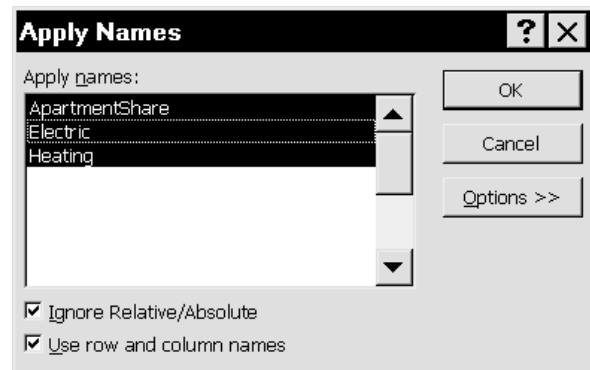 Apply Names ?
Apply names:
OK
ApartmentShare
Electric
Heating
Cancel
Options >>
Ignore Relative/Absolute
Use row and column names